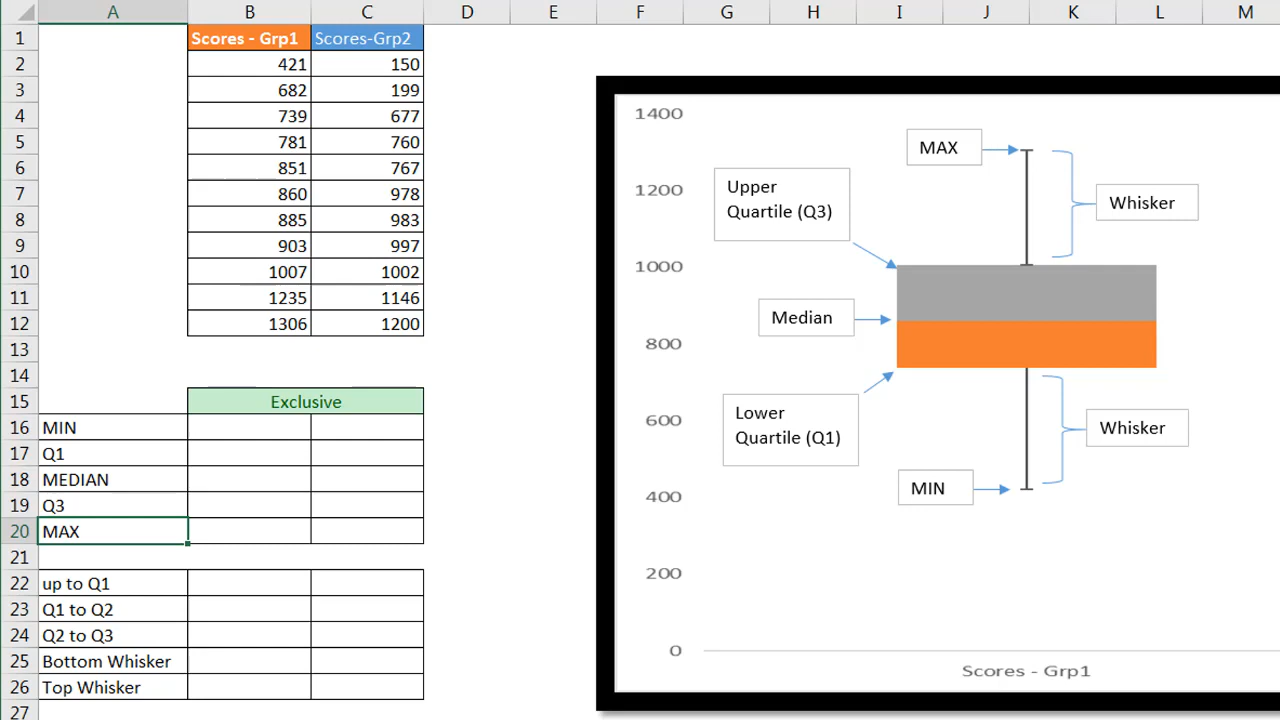 A B C D E F G H I J K L M
1 Scores - Grp1 Scores-Grp2
2 421 150
3 682 199
4 739 677
5 781 760
6 851 767
7 860 978
8 885 983
9 903 997
10 1007 1002
11 1235 1146
12 1306 1200
13
14
15 Exclusive
16 MIN
17 Q1
18 MEDIAN
19 Q3
20 MAX
21
22 up to Q1
23 Q1 to Q2
24 Q2 to Q3
25 Bottom Whisker
26 Top Whisker
27
1400
MAX
1200
Upper
Quartile (Q3)
Whisker
1000
Median
800
Lower
Quartile (Q1)
600
Whisker
MIN
400
200
0
Scores - Grp1